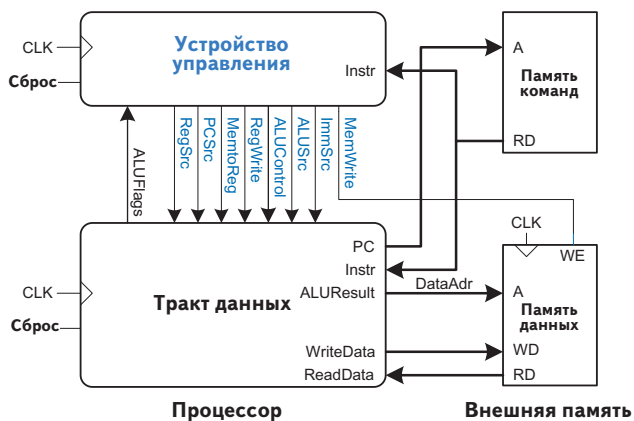 CLK
Сброс
Устройство
управления
Instr
A
Память
команд
RD
ALUFlags
RegSrc
PCSrc
MemtoReg
RegWrite
ALUControl
ALUSrc
ImmSrc
MemWrite
CLK
WE
PC
Instr
CLK
Тракт данных
ALUResult
DataAdr
A
Память
данных
Сброс
WriteData
WD
ReadData
RD
Процессор
Внешняя память